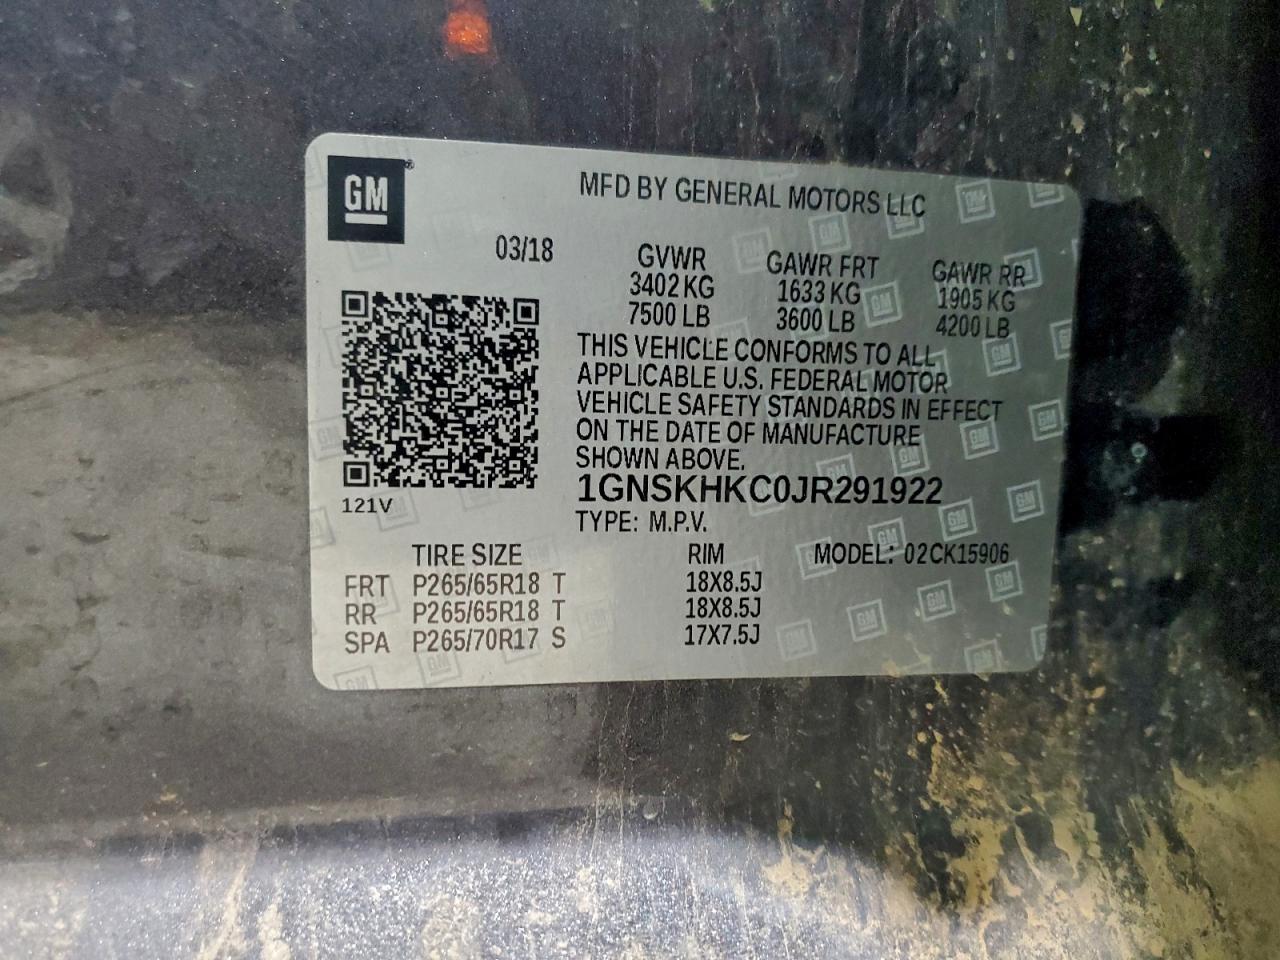 GM®
MFD BY GENERAL MOTORS LLC
03/18 GVWR GAWR FRT GAWR RR
3402 KG 1633 KG 1905 KG
7500 LB 3600 LB 4200 LB
THIS VEHICLE CONFORMS TO ALL
APPLICABLE U.S. FEDERAL MOTOR
VEHICLE SAFETY STANDARDS IN EFFECT
ON THE DATE OF MANUFACTURE
SHOWN ABOVE.
1GNSKHKC0JR291922
121V
TYPE: M.P.V.
TIRE SIZE RIM MODEL: 02CK15906
FRT P265/65R18 T 18X8.5J
RR P265/65R18 T 18X8.5J
SPA P265/70R17 S 17X7.5J